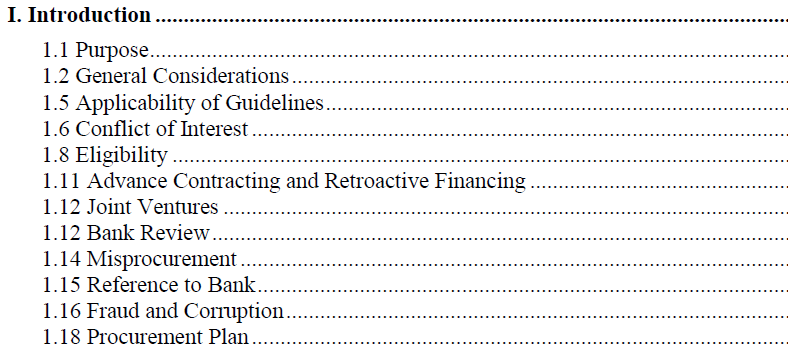 I. Introduction ................................................................
1.1 Purpose................................................................
1.2 General Considerations................................................................
1.5 Applicability of Guidelines................................................................
1.6 Conflict of Interest................................................................
1.8 Eligibility ................................................................
1.11 Advance Contracting and Retroactive Financing ................................................................
1.12 Joint Ventures ................................................................
1.12 Bank Review................................................................
1.14 Misprocurement ................................................................
1.15 Reference to Bank................................................................
1.16 Fraud and Corruption................................................................
1.18 Procurement Plan................................................................